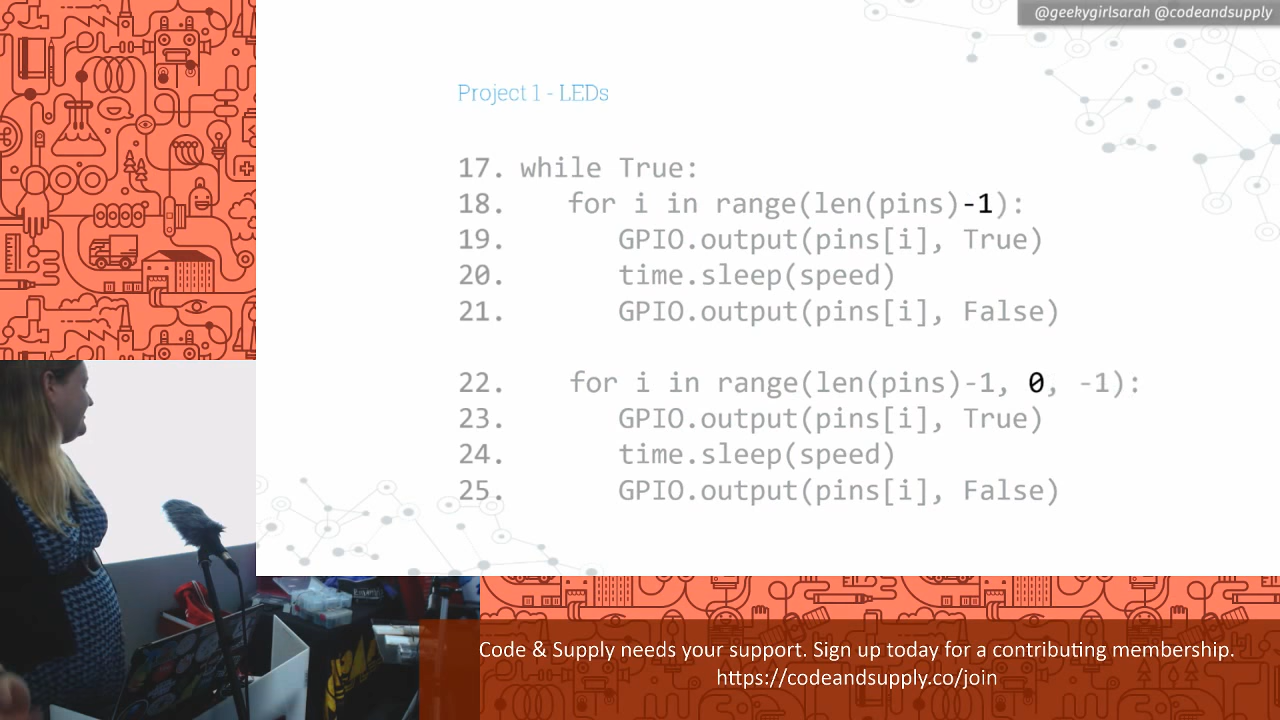 @geekygirlsarah @codeandsupply
Project 1 - LEDs
17. while True:
18. for i in range(len(pins)-1):
19. GPIO.output(pins[i], True)
20. time.sleep(speed)
21. GPIO.output(pins[i], False)
22. for i in range(len(pins)-1, 0, -1):
23. GPIO.output(pins[i], True)
24. time.sleep(speed)
25. GPIO.output(pins[i], False)
Code & Supply needs your support. Sign up today for a contributing membership.
https://codeandsupply.co/join